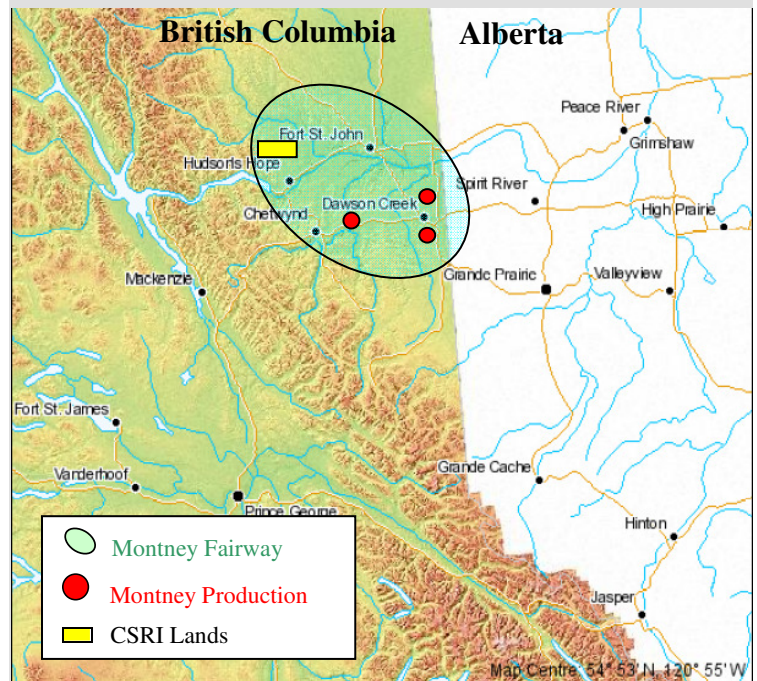 British Columbia
Alberta
Peace River
Grimshaw
Fort St. John
Hudson's Hope
Spirit River
Dawson Creek
Chetwynd
High Prairie
Grande Prairie
Valleyview
Mackenzie
Fort St. James
Grande Cache
Vanderhoof
Prince George
Hinton
Montney Fairway
Montney Production
Jasper
CSRI Lands
Map Centre: 54° 53' N, 120° 55' W